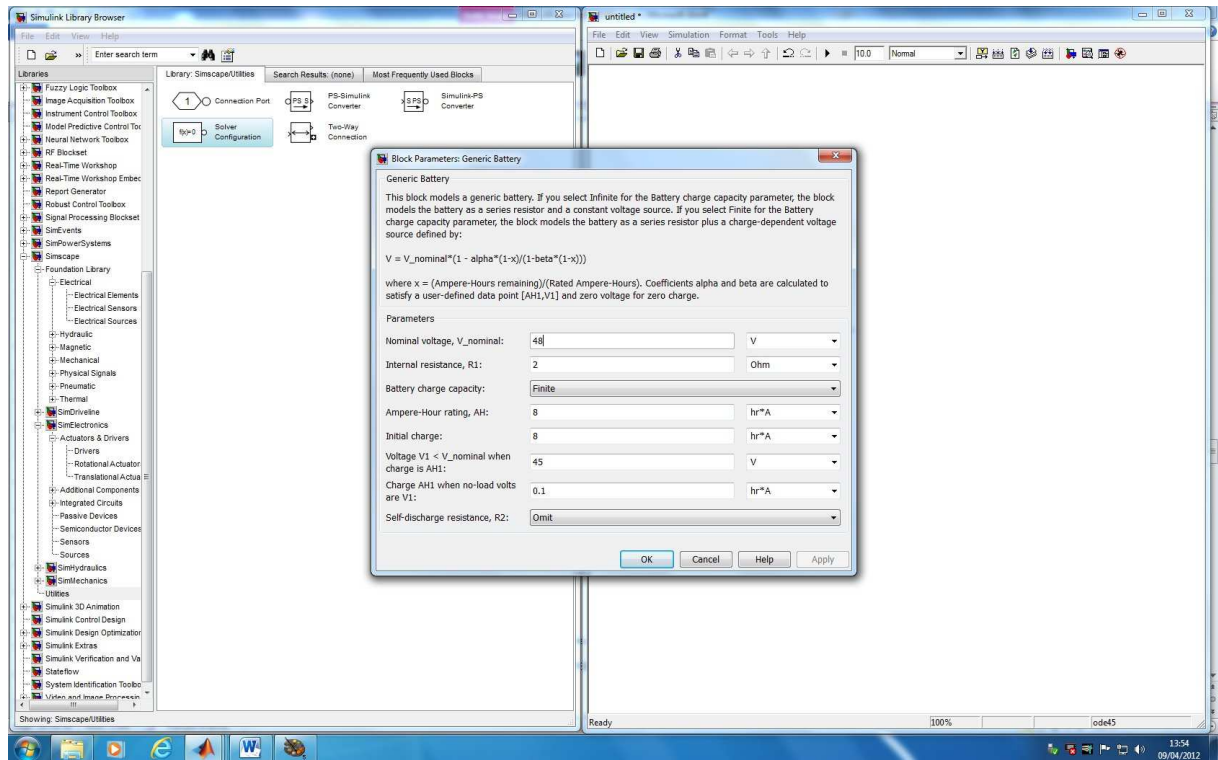 Simulink Library Browser
File Edit View Help
» Enter search term
Libraries
Library: Simscape/Utilities Search Results: (none) Most Frequently Used Blocks
Fuzzy Logic Toolbox
Image Acquisition Toolbox
Instrument Control Toolbox
Model Predictive Control Toc
Neural Network Toolbox
RF Blockset
Real-Time Workshop
Real-Time Workshop Embec
Report Generator
Robust Control Toolbox
Signal Processing Blockset
SimEvents
SimPowerSystems
Simscape
Foundation Library
Electrical
Electrical Elements
Electrical Sensors
Electrical Sources
Hydraulic
Magnetic
Mechanical
Physical Signals
Pneumatic
Thermal
SimDriveline
SimElectronics
Actuators & Drivers
Drivers
Rotational Actuator
Translational Actua
Additional Components
Integrated Circuits
Passive Devices
Semiconductor Devices
Sensors
Sources
SimHydraulics
SimMechanics
Utilities
Simulink 3D Animation
Simulink Control Design
Simulink Design Optimization
Simulink Extras
Simulink Verification and Va
Stateflow
System Identification Toolbo
Video and Image Processin
Showing: Simscape/Utilities
1 Connection Port
PS S PS-Simulink
Converter
S PS Simulink-PS
Converter
f(x)=0 Solver
Configuration
Two-Way
Connection
untitled *
File Edit View Simulation Format Tools Help
10.0 Normal
Block Parameters: Generic Battery
Generic Battery
This block models a generic battery. If you select Infinite for the Battery charge capacity parameter, the block
models the battery as a series resistor and a constant voltage source. If you select Finite for the Battery
charge capacity parameter, the block models the battery as a series resistor plus a charge-dependent voltage
source defined by:
V = V_nominal*(1 - alpha*(1-x)/(1-beta*(1-x)))
where x = (Ampere-Hours remaining)/(Rated Ampere-Hours). Coefficients alpha and beta are calculated to
satisfy a user-defined data point [AH1,V1] and zero voltage for zero charge.
Parameters
Nominal voltage, V_nominal: 48 V
Internal resistance, R1: 2 Ohm
Battery charge capacity: Finite
Ampere-Hour rating, AH: 8 hr*A
Initial charge: 8 hr*A
Voltage V1 < V_nominal when
charge is AH1: 45 V
Charge AH1 when no-load volts
are V1: 0.1 hr*A
Self-discharge resistance, R2: Omit
OK Cancel Help Apply
Ready 100% ode45
13:54
09/04/2012